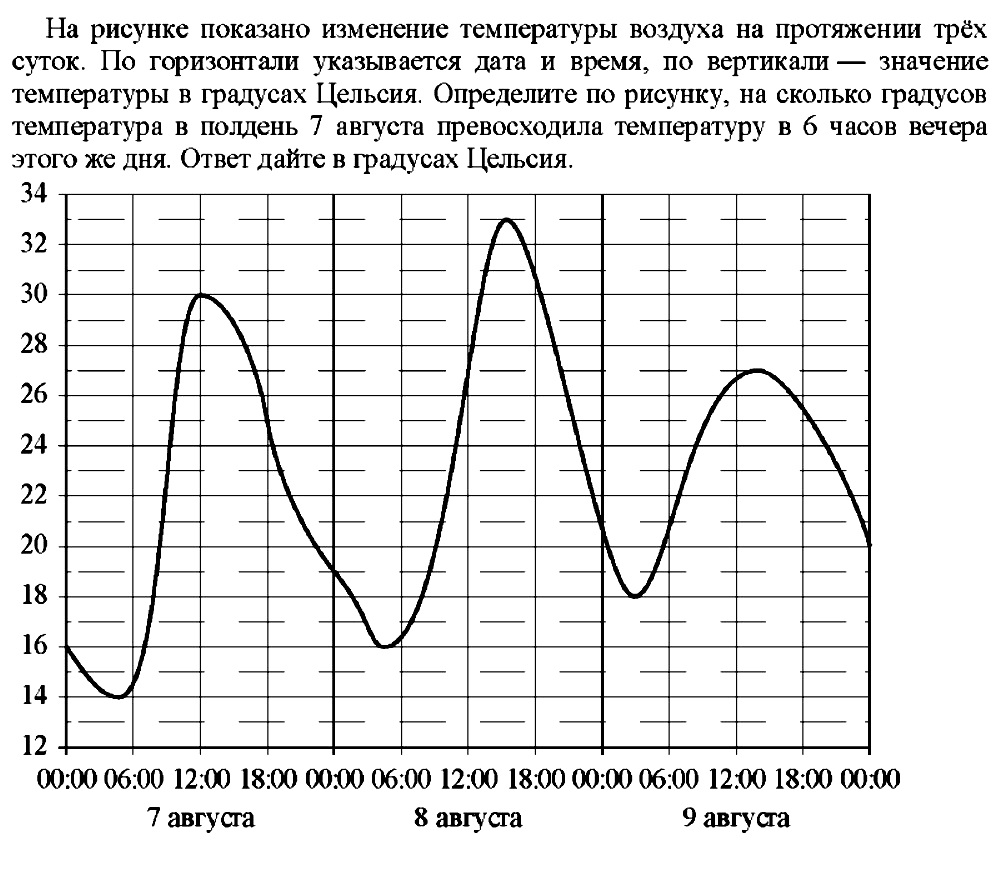 На рисунке показано изменение температуры воздуха на протяжении трёх
суток. По горизонтали указывается дата и время, по вертикали — значение
температуры в градусах Цельсия. Определите по рисунку, на сколько градусов
температура в полдень 7 августа превосходила температуру в 6 часов вечера
этого же дня. Ответ дайте в градусах Цельсия.
34
32
30
28
26
24
22
20
18
16
14
12
00:00 06:00 12:00 18:00 00:00 06:00 12:00 18:00 00:00 06:00 12:00 18:00 00:00
7 августа 8 августа 9 августа